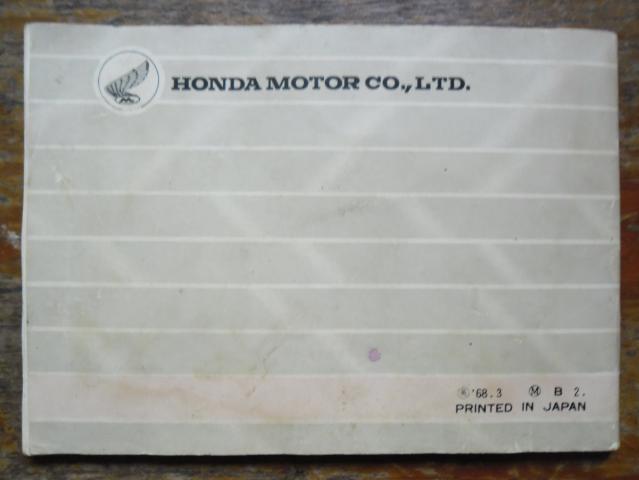 HONDA MOTOR CO., LTD.
'68.3 Ⓜ B 2.
PRINTED IN JAPAN